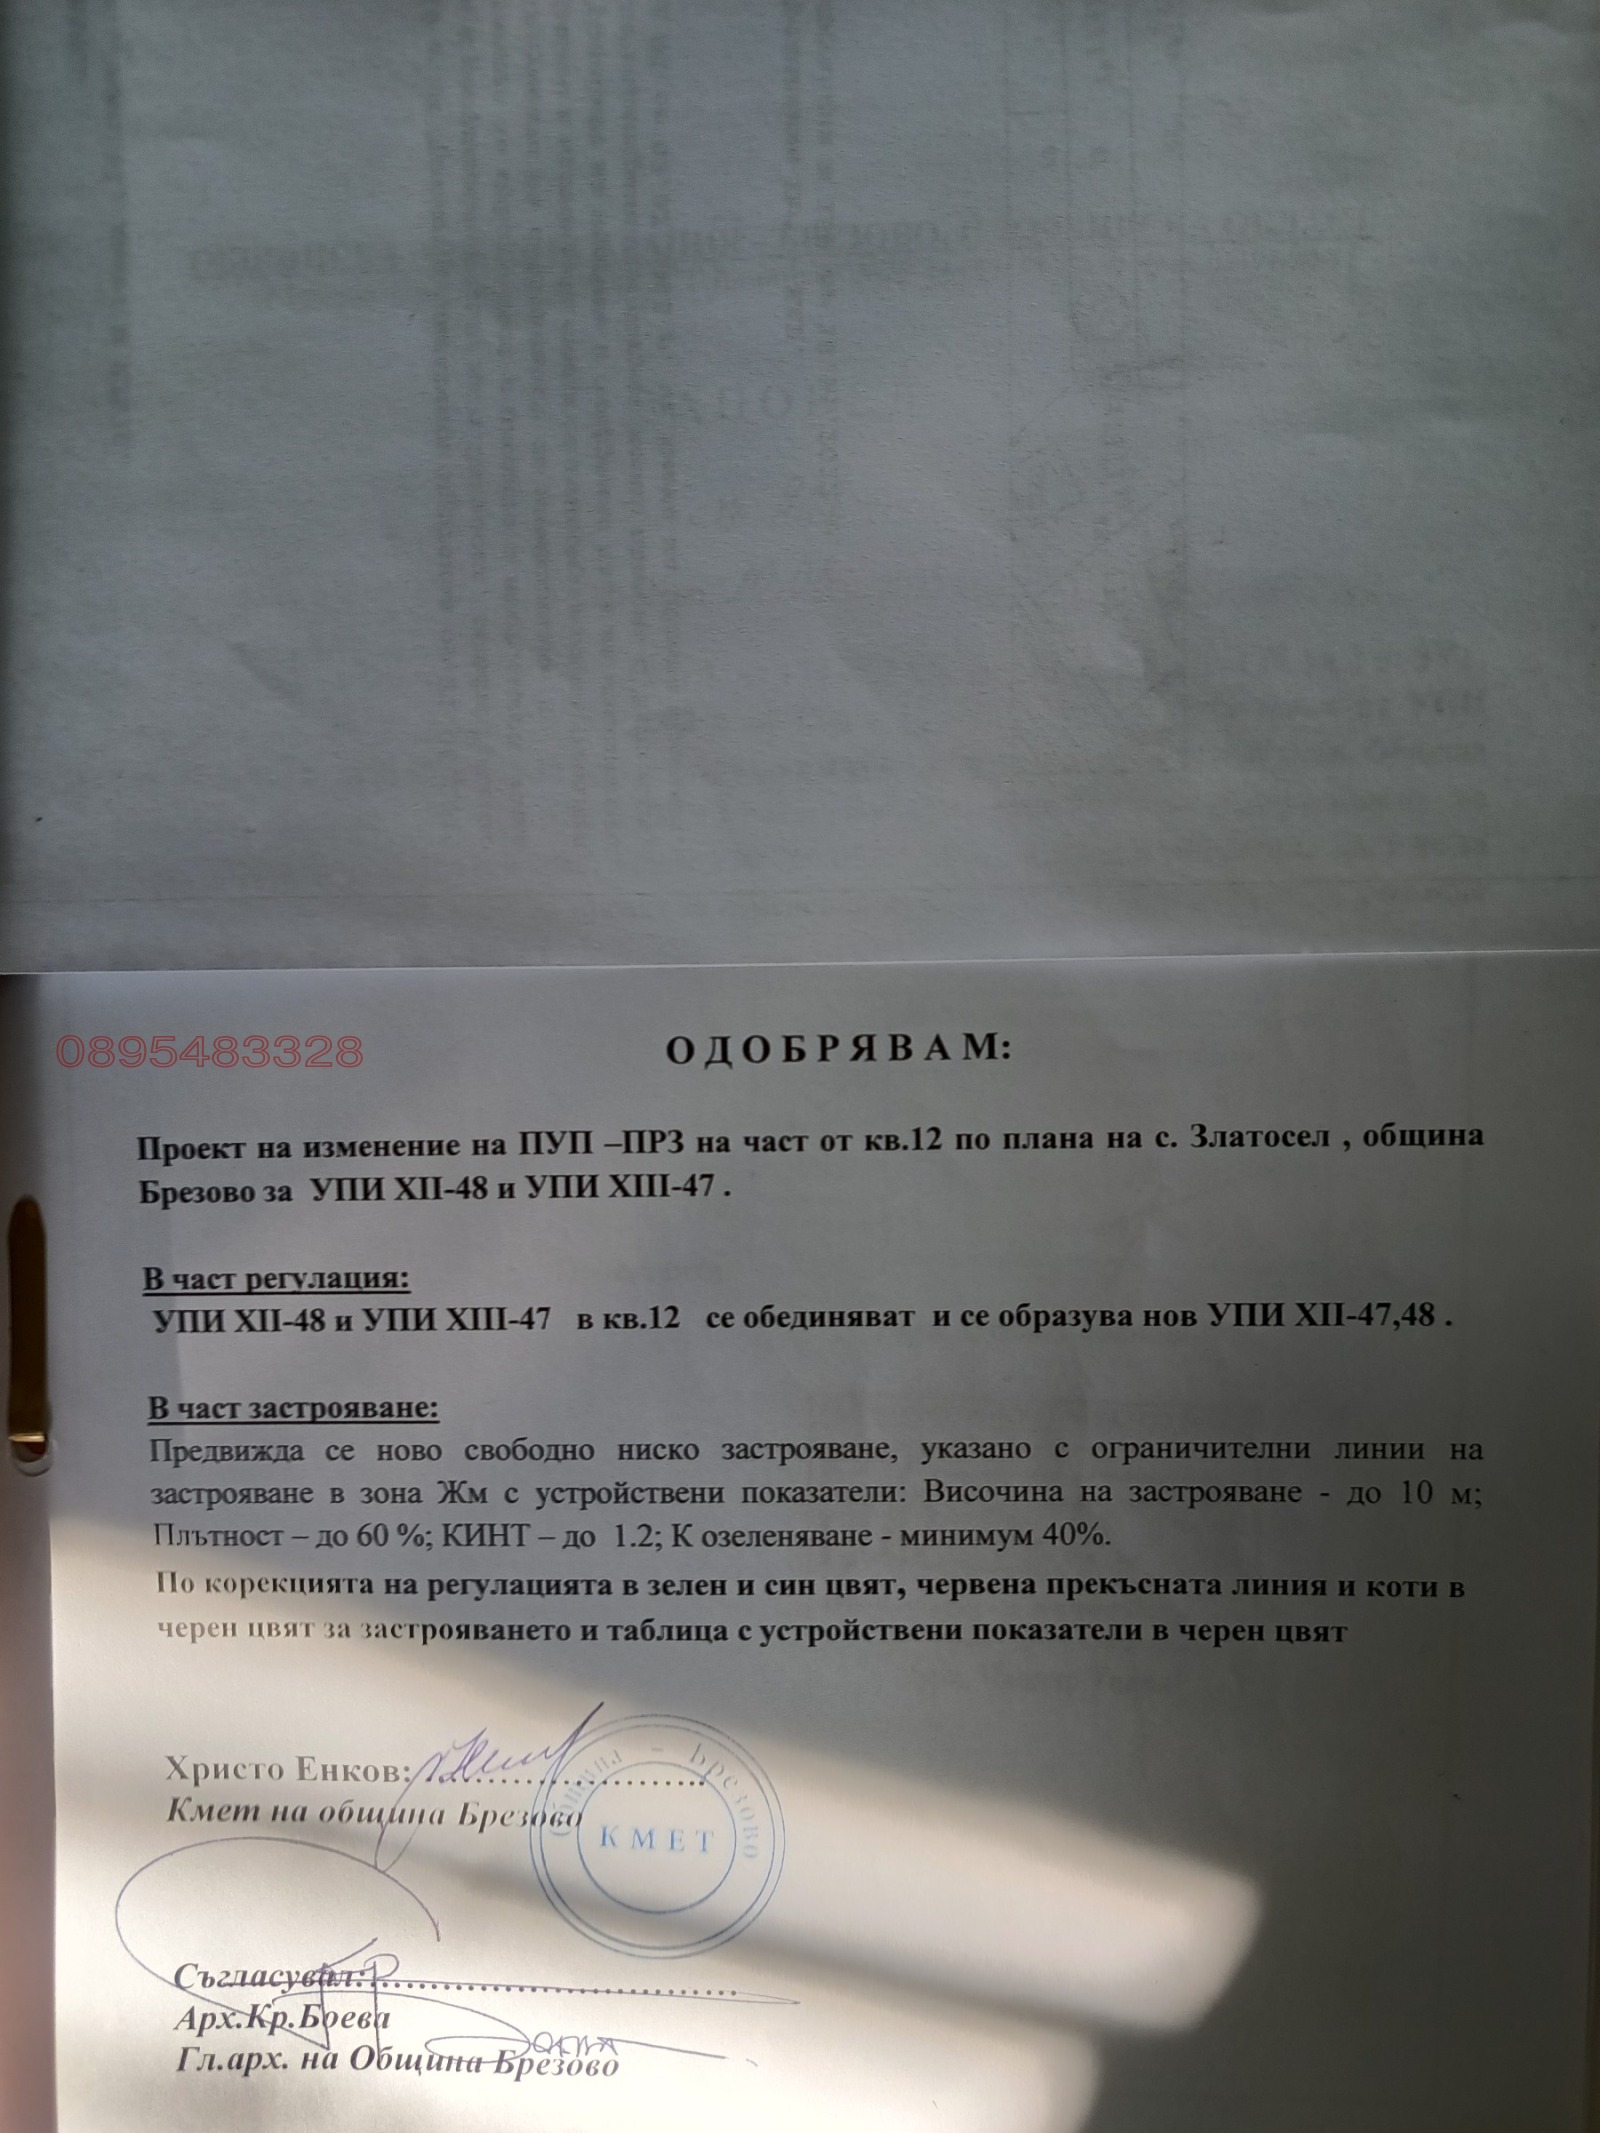 0895483328
О Д О Б Р Я В А М:
Проект на изменение на ПУП –ПРЗ на част от кв.12 по плана на с. Златосел , община
Брезово за УПИ XII-48 и УПИ XIII-47 .
В част регулация:
УПИ XII-48 и УПИ XIII-47 в кв.12 се обединяват и се образува нов УПИ XII-47,48 .
В част застрояване:
Предвижда се ново свободно ниско застрояване, указано с ограничителни линии на
застрояване в зона Жм с устройствени показатели: Височина на застрояване - до 10 м;
Плътност – до 60 %; КИНТ – до 1.2; К озеленяване - минимум 40%.
По корекцията на регулацията в зелен и син цвят, червена прекъсната линия и коти в
черен цвят за застрояването и таблица с устройствени показатели в черен цвят
Христо Енков:........................
Кмет на община Брезово
Община – Брезово
КМЕТ
Съгласувал:....................................
Арх.Кр.Боева
Гл.арх. на Община Брезово